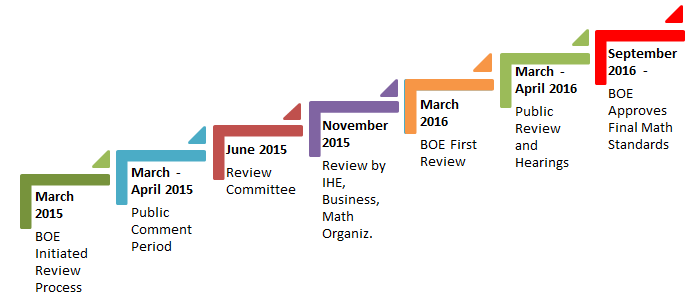 March
2015
BOE
Initiated
Review
Process
March -
April 2015
Public
Comment
Period
June 2015
Review
Committee
November
2015
Review by
IHE,
Business,
Math
Organiz.
March
2016
BOE First
Review
March -
April 2016
Public
Review
and
Hearings
September
2016 -
BOE
Approves
Final Math
Standards